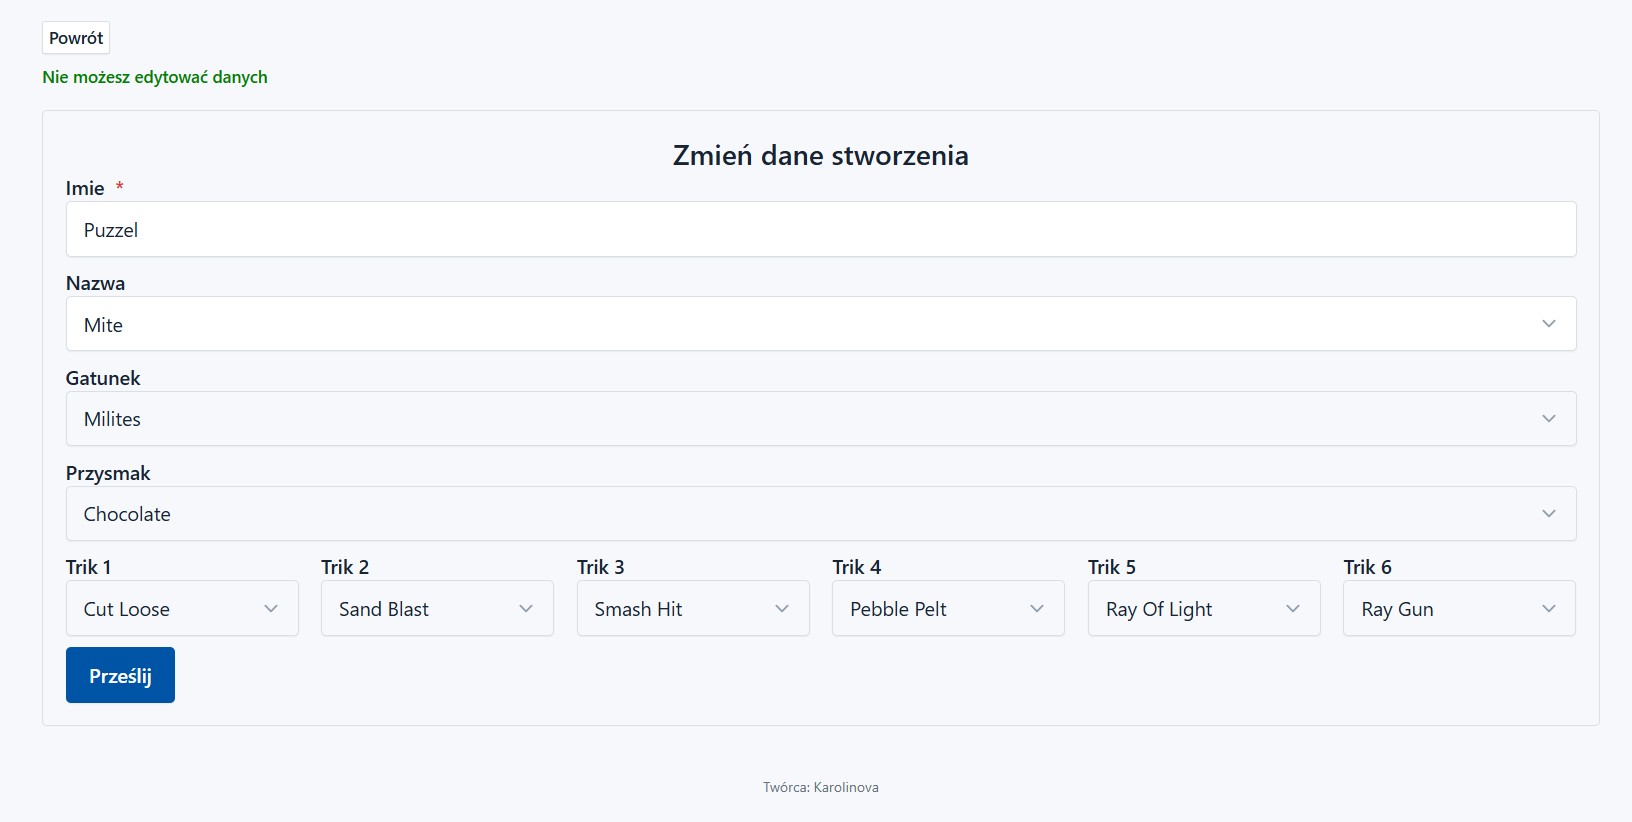 Powrót
Nie możesz edytować danych
Zmień dane stworzenia
Imie *
Puzzel
Nazwa
Mite
Gatunek
Milites
Przysmak
Chocolate
Trik 1 Trik 2 Trik 3 Trik 4 Trik 5 Trik 6
Cut Loose Sand Blast Smash Hit Pebble Pelt Ray Of Light Ray Gun
Prześlij
Twórca: Karolinova